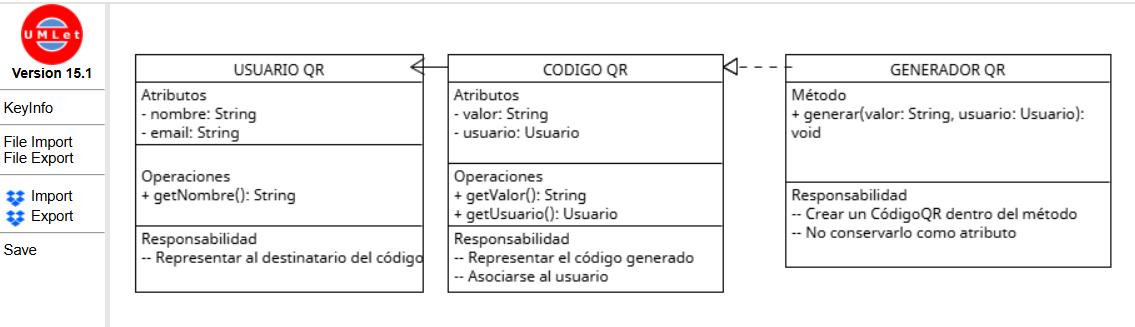 UMLet
Version 15.1
KeyInfo
File Import
File Export
Import
Export
Save
USUARIO QR
Atributos
- nombre: String
- email: String
Operaciones
+ getNombre(): String
Responsabilidad
-- Representar al destinatario del código
CODIGO QR
Atributos
- valor: String
- usuario: Usuario
Operaciones
+ getValor(): String
+ getUsuario(): Usuario
Responsabilidad
-- Representar el código generado
-- Asociarse al usuario
GENERADOR QR
Método
+ generar(valor: String, usuario: Usuario):
void
Responsabilidad
-- Crear un CódigoQR dentro del método
-- No conservarlo como atributo